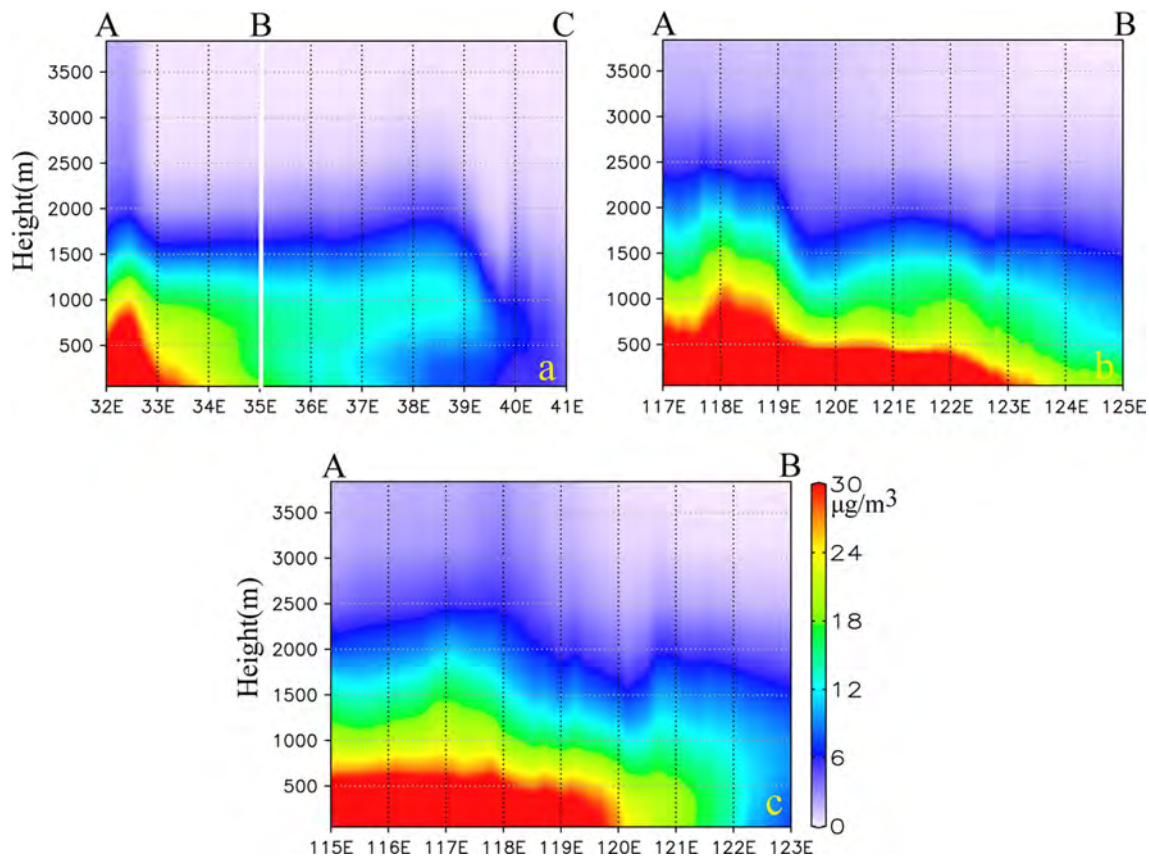 A B C
3500
3000
2500
2000
1500
1000
500
Height(m)
a
32E 33E 34E 35E 36E 37E 38E 39E 40E 41E
A B
3500
3000
2500
2000
1500
1000
500
b
117E 118E 119E 120E 121E 122E 123E 124E 125E
A B
3500
3000
2500
2000
1500
1000
500
Height(m)
c
115E 116E 117E 118E 119E 120E 121E 122E 123E
30
μg/m³
24
18
12
6
0